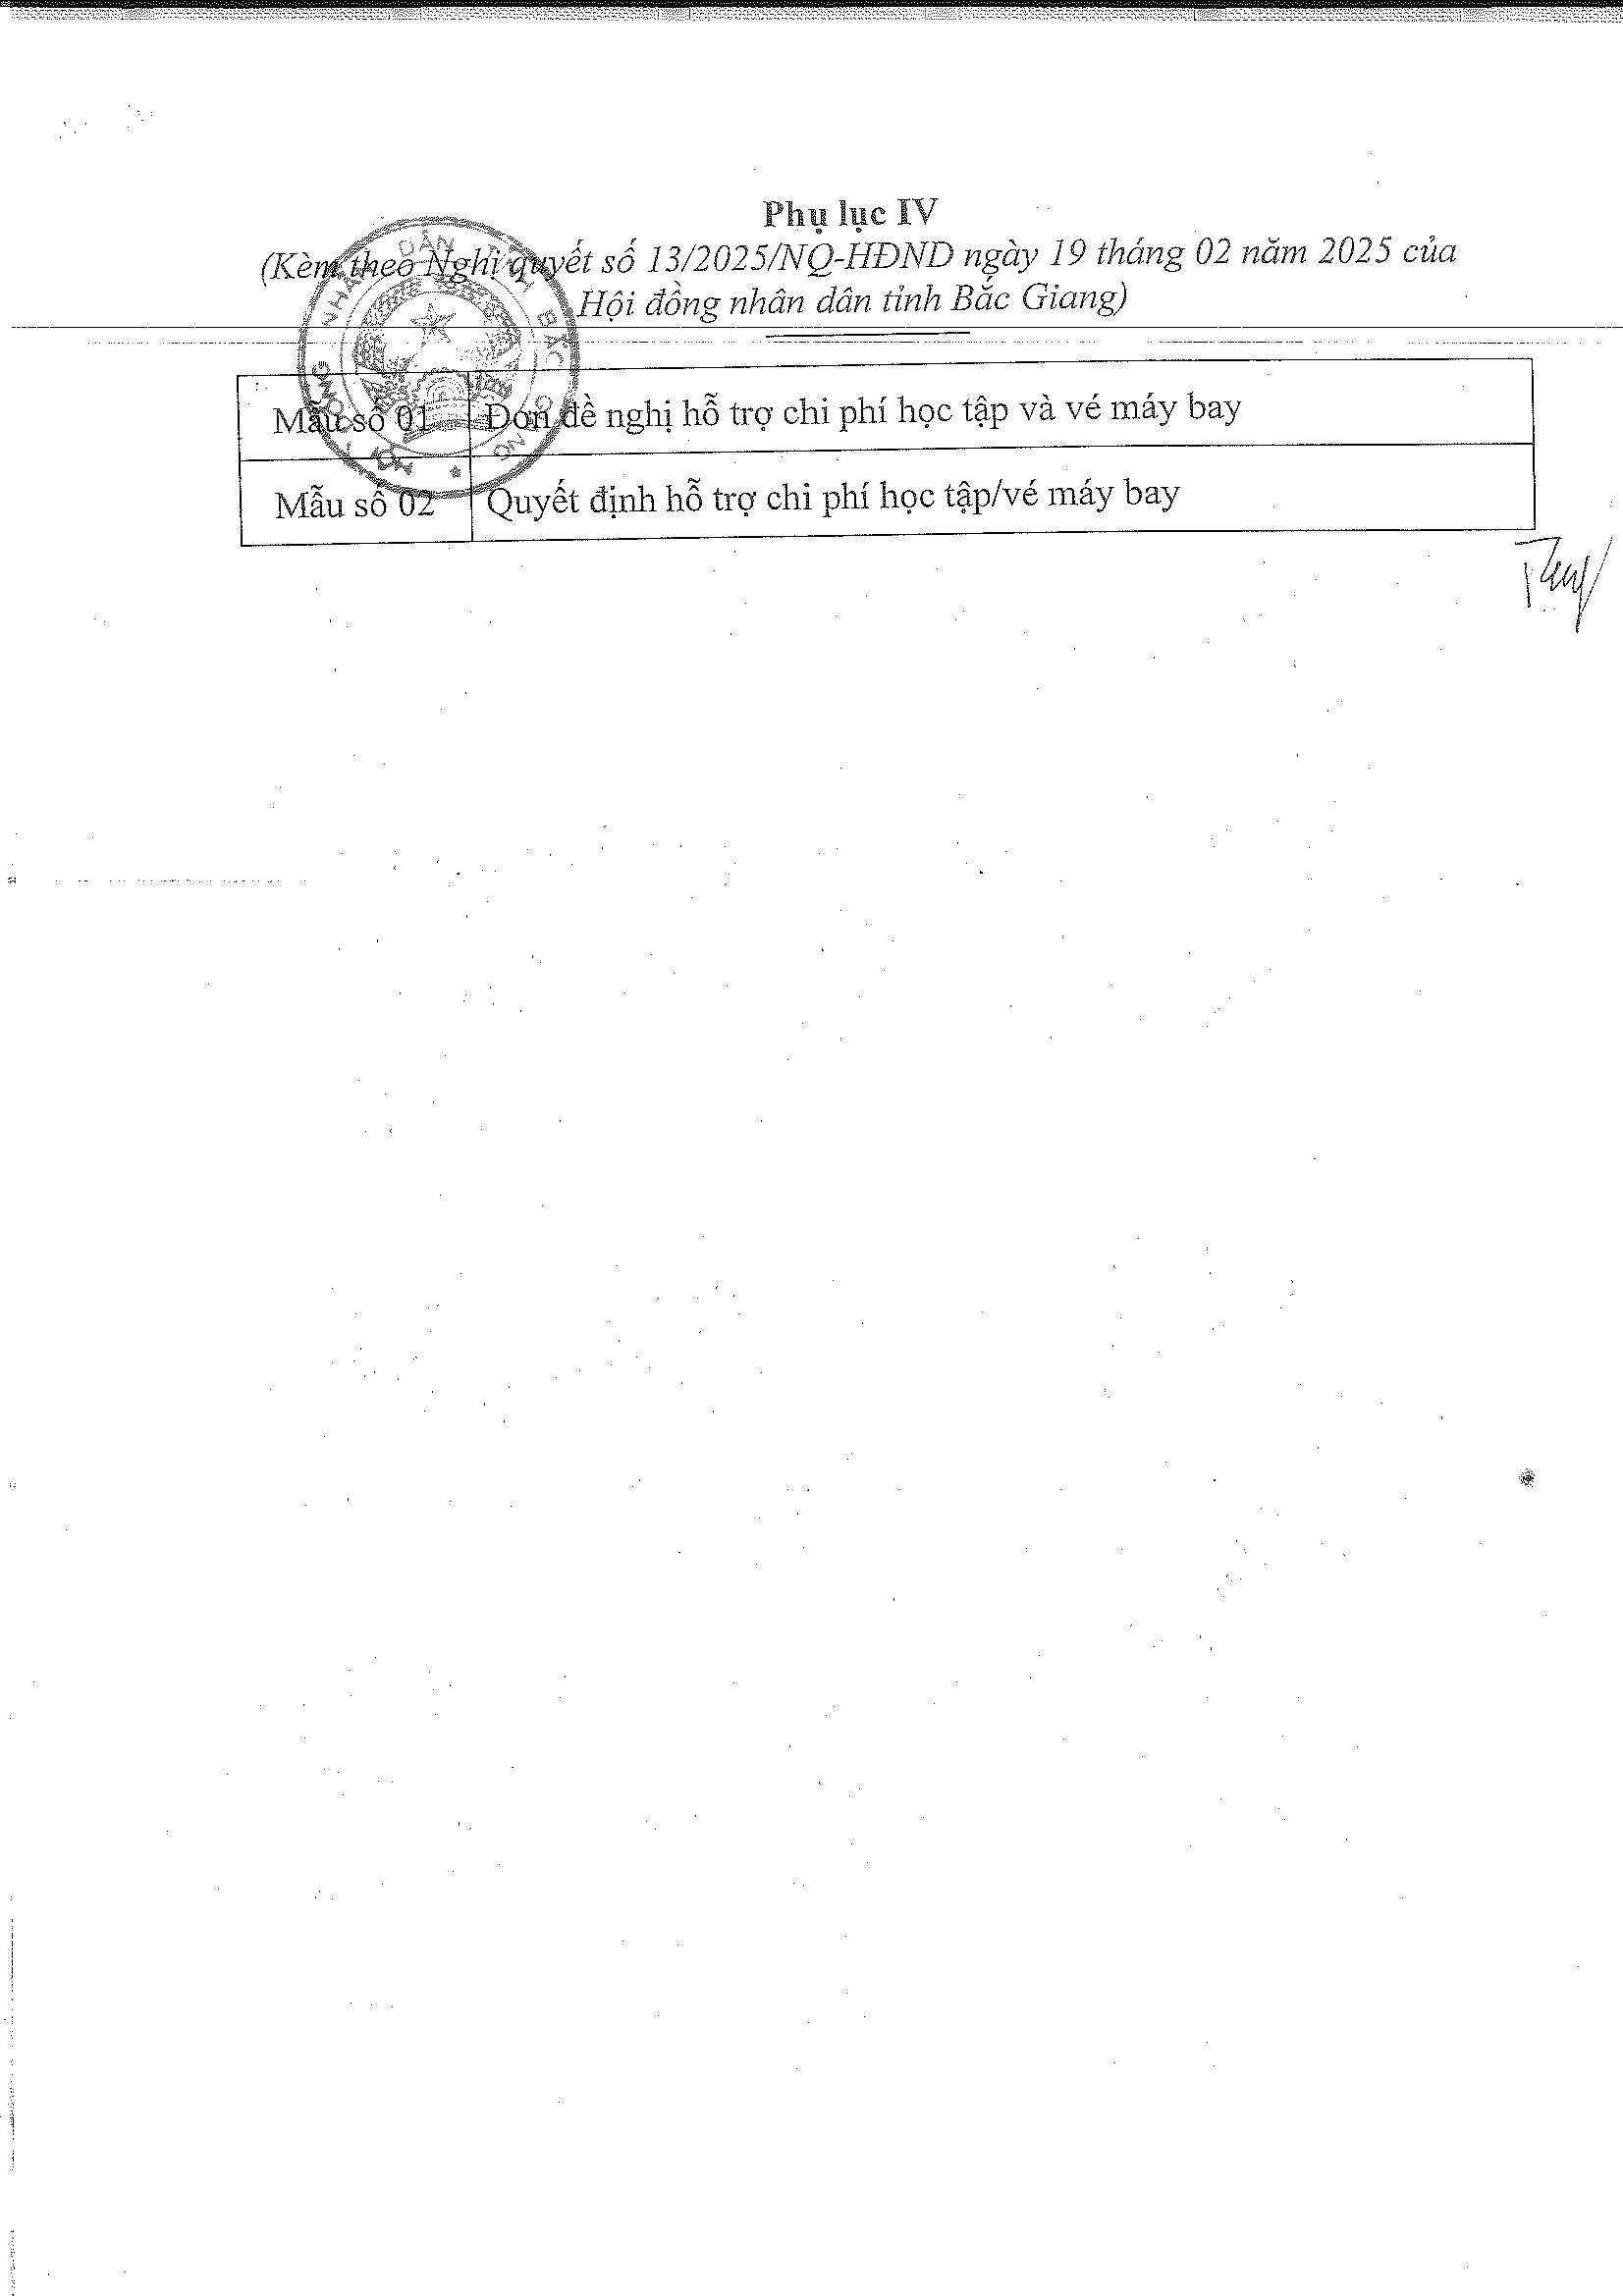 Phụ lục IV
(Kèm theo Nghị quyết số 13/2025/NQ-HĐND ngày 19 tháng 02 năm 2025 của
Hội đồng nhân dân tỉnh Bắc Giang)
Mẫu số 01 Đơn đề nghị hỗ trợ chi phí học tập và vé máy bay
Mẫu số 02 Quyết định hỗ trợ chi phí học tập/vé máy bay